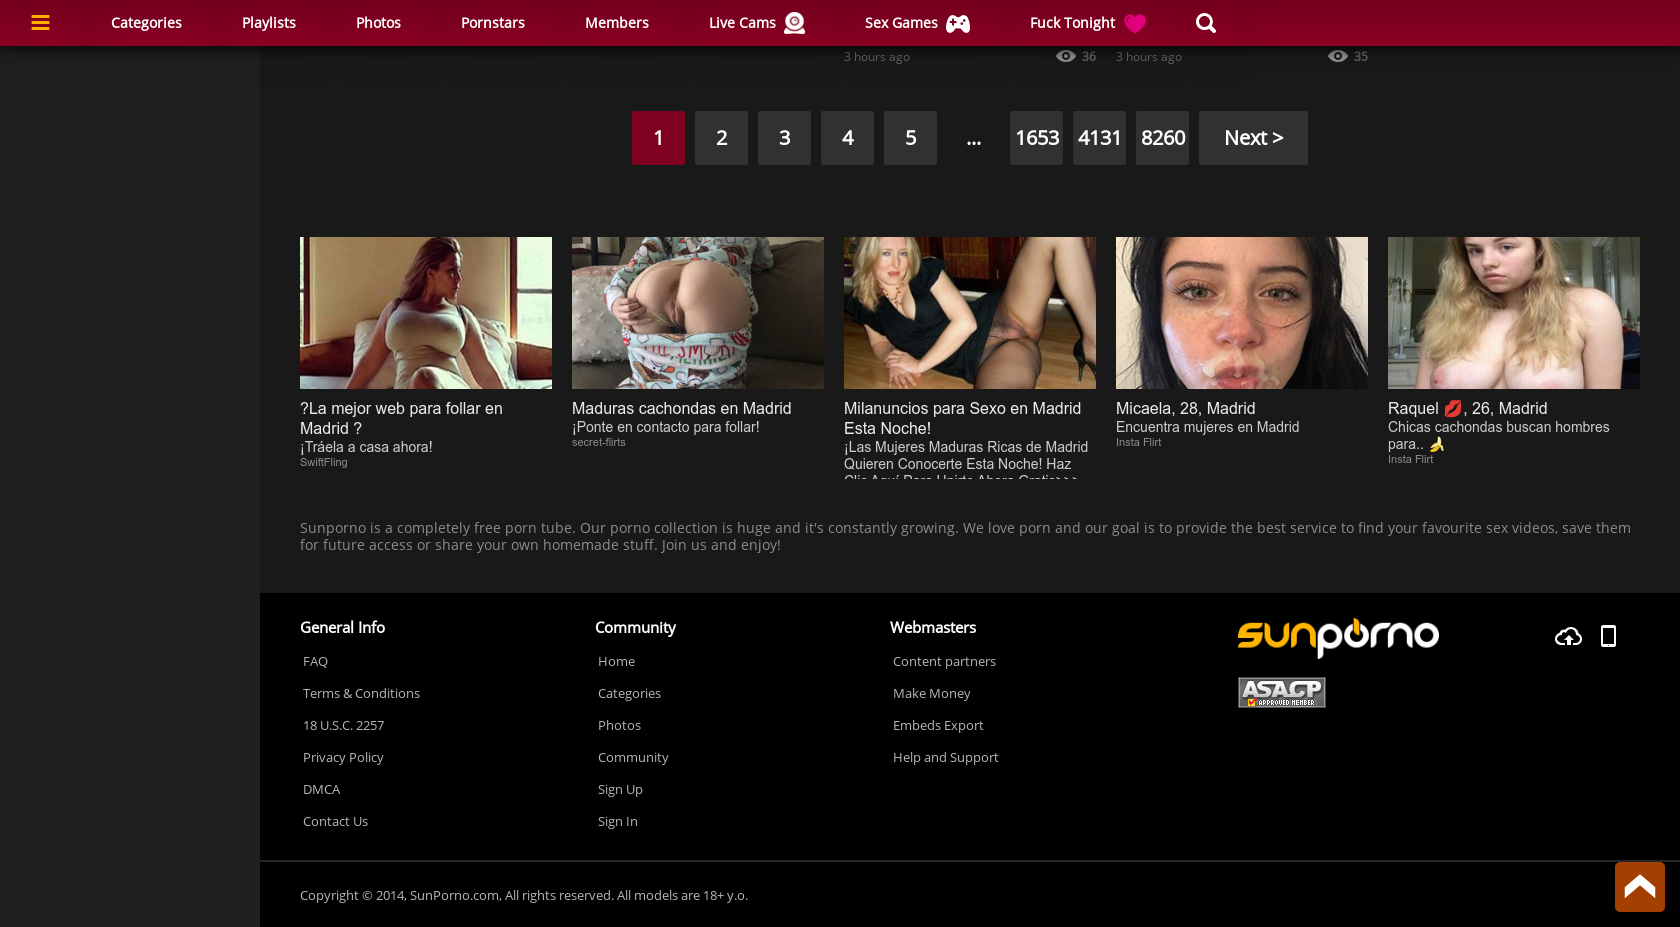 Categories Playlists Photos Pornstars Members Live Cams Sex Games Fuck Tonight
3 hours ago 36 3 hours ago 35
1 2 3 4 5 ... 1653 4131 8260 Next >
?La mejor web para follar en
Madrid ?
¡Tráela a casa ahora!
SwiftFling
Maduras cachondas en Madrid
¡Ponte en contacto para follar!
secret-flirts
Milanuncios para Sexo en Madrid
Esta Noche!
¡Las Mujeres Maduras Ricas de Madrid
Quieren Conocerte Esta Noche! Haz
Clic Aquí Para Unirte Ahora Gratis>>>
Micaela, 28, Madrid
Encuentra mujeres en Madrid
Insta Flirt
Raquel 💋, 26, Madrid
Chicas cachondas buscan hombres
para.. 🍌
Insta Flirt
Sunporno is a completely free porn tube. Our porno collection is huge and it's constantly growing. We love porn and our goal is to provide the best service to find your favourite sex videos, save them
for future access or share your own homemade stuff. Join us and enjoy!
General Info
FAQ
Terms & Conditions
18 U.S.C. 2257
Privacy Policy
DMCA
Contact Us
Community
Home
Categories
Photos
Community
Sign Up
Sign In
Webmasters
Content partners
Make Money
Embeds Export
Help and Support
sunporno
ASACP
APPROVED MEMBER
Copyright © 2014, SunPorno.com, All rights reserved. All models are 18+ y.o.